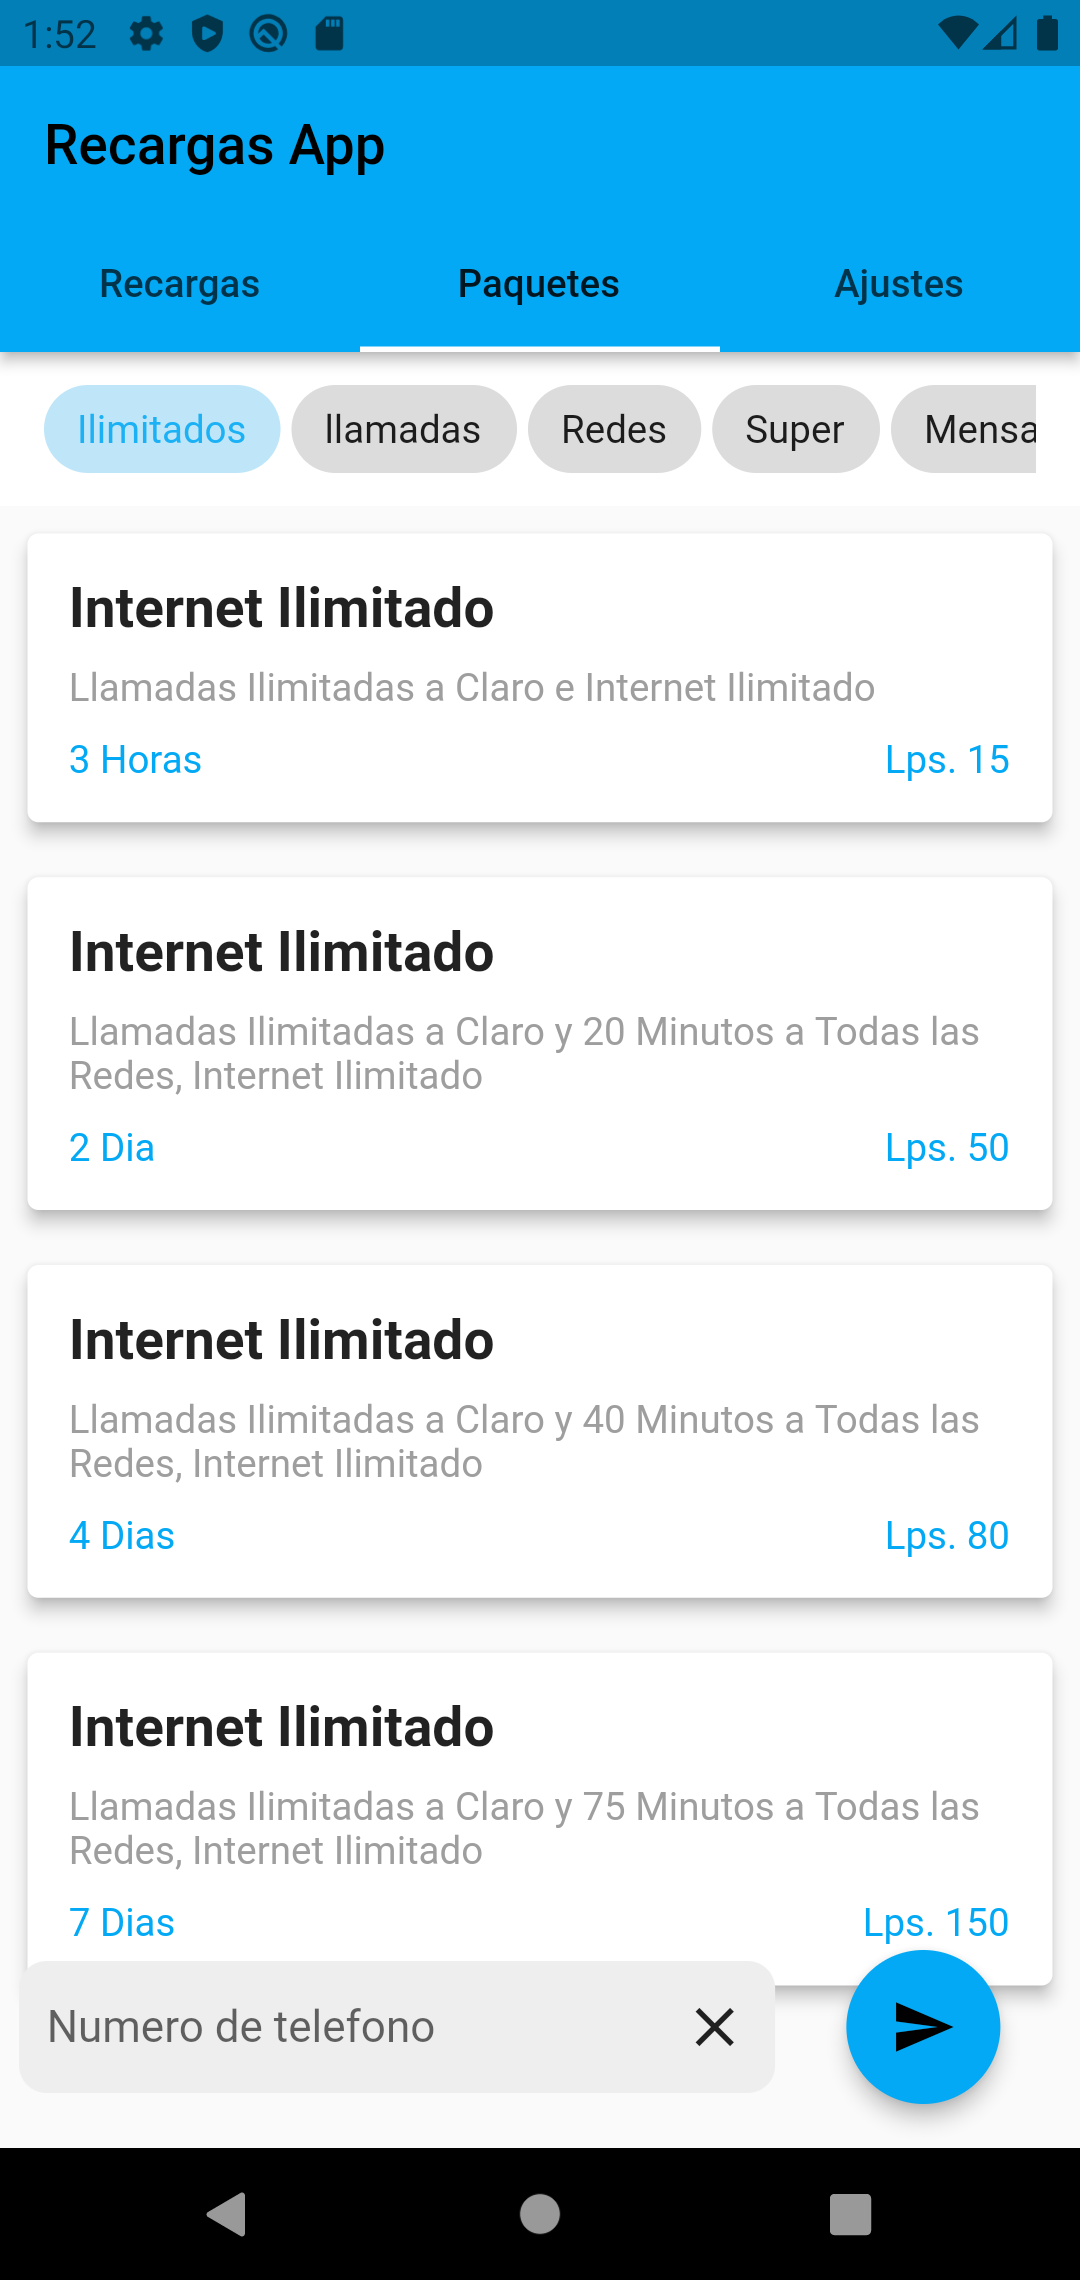 1:52
Recargas App
Recargas
Paquetes
Ajustes
Ilimitados
llamadas
Redes
Super
Mensa
Internet Ilimitado
Llamadas Ilimitadas a Claro e Internet Ilimitado
3 Horas
Lps. 15
Internet Ilimitado
Llamadas Ilimitadas a Claro y 20 Minutos a Todas las
Redes, Internet Ilimitado
2 Dia
Lps. 50
Internet Ilimitado
Llamadas Ilimitadas a Claro y 40 Minutos a Todas las
Redes, Internet Ilimitado
4 Dias
Lps. 80
Internet Ilimitado
Llamadas Ilimitadas a Claro y 75 Minutos a Todas las
Redes, Internet Ilimitado
7 Dias
Lps. 150
Numero de telefono